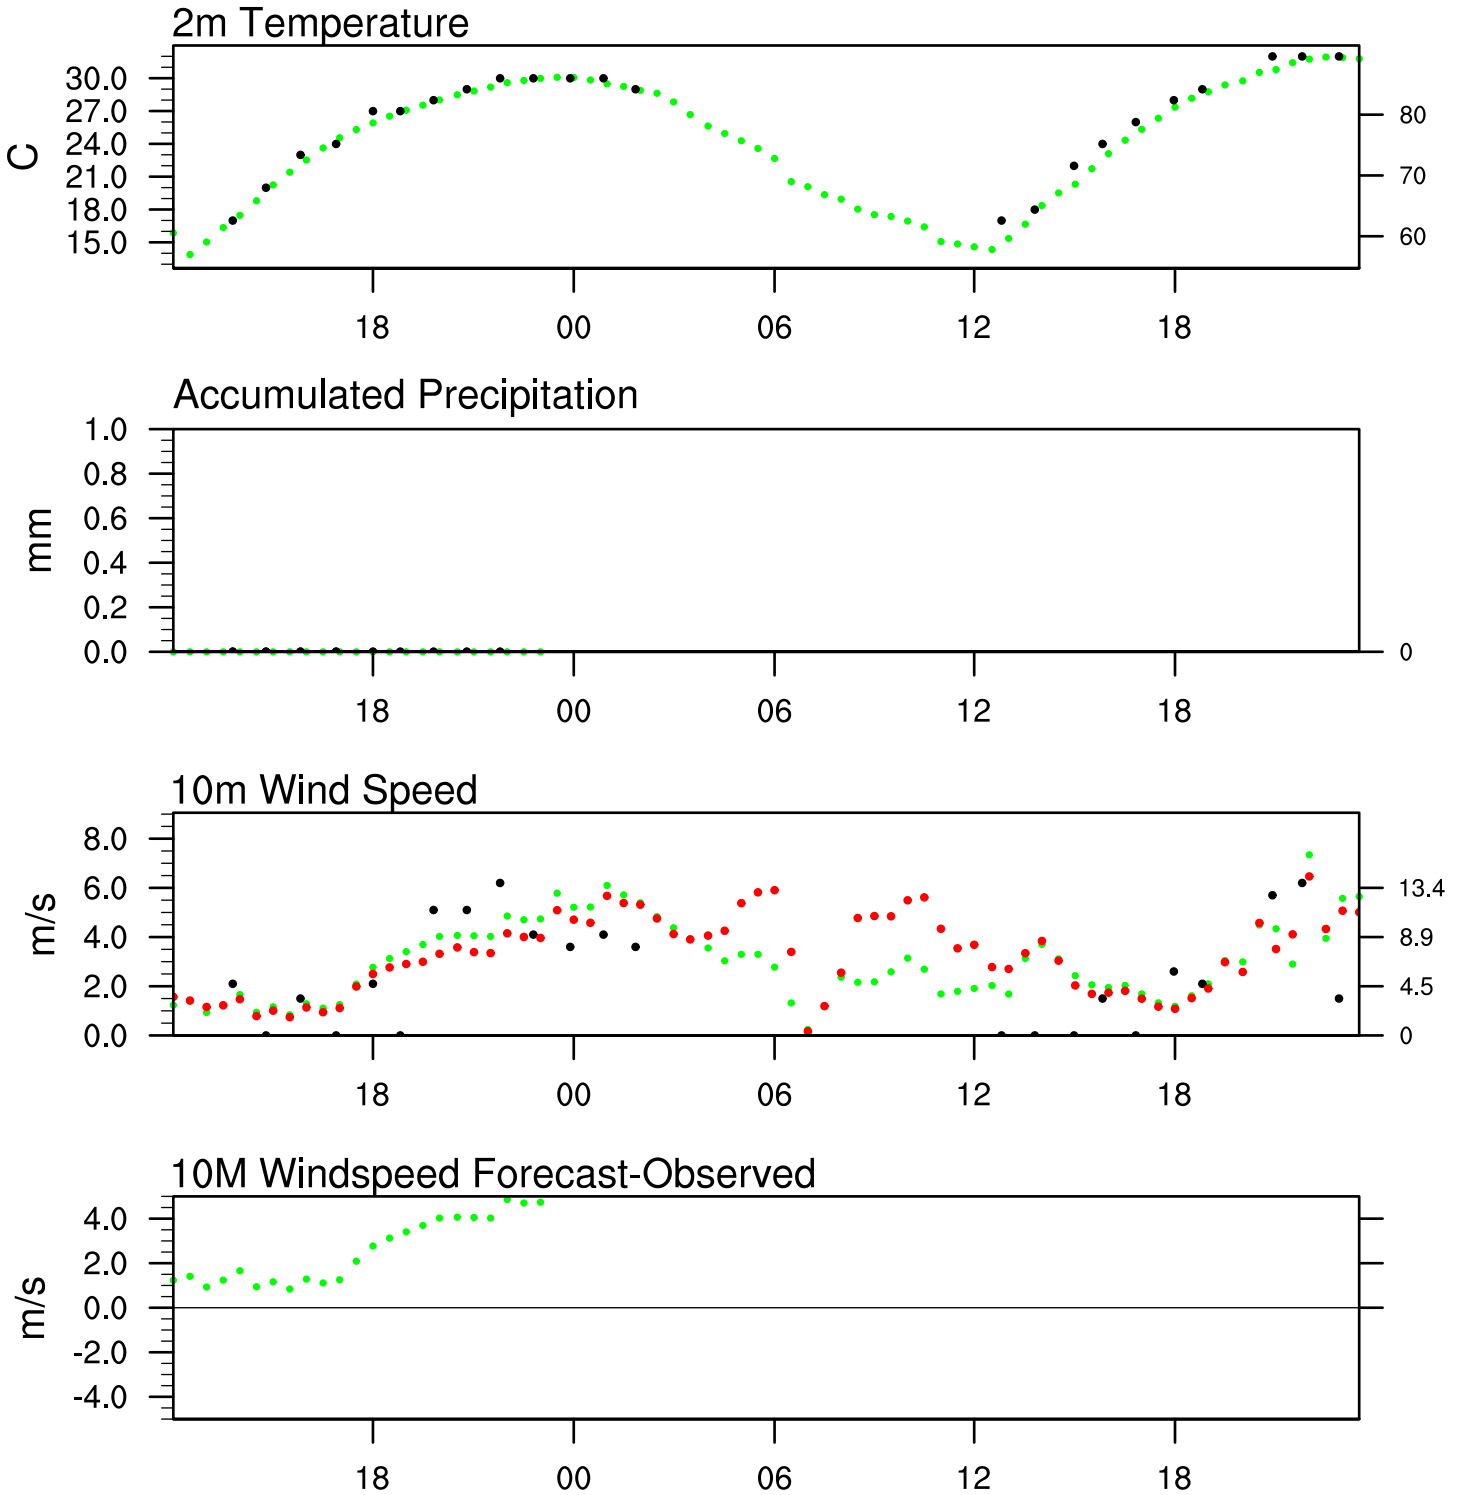 2m Temperature
30.0
27.0
24.0
21.0
18.0
15.0
C
80
70
60
18 00 06 12 18
Accumulated Precipitation
1.0
0.8
0.6
0.4
0.2
0.0
mm
0
18 00 06 12 18
10m Wind Speed
8.0
6.0
4.0
2.0
0.0
m/s
13.4
8.9
4.5
0
18 00 06 12 18
10M Windspeed Forecast-Observed
4.0
2.0
0.0
-2.0
-4.0
m/s
18 00 06 12 18